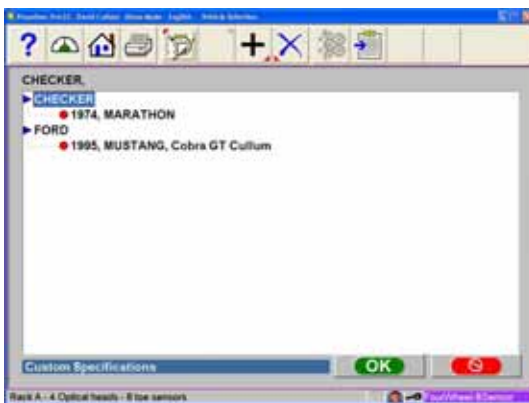 CHECKER,
CHECKER
1974, MARATHON
FORD
1995, MUSTANG, Cobra GT Cullum
Custom Specifications
OK
Rack A - 4 Optical heads - 8 toe sensors